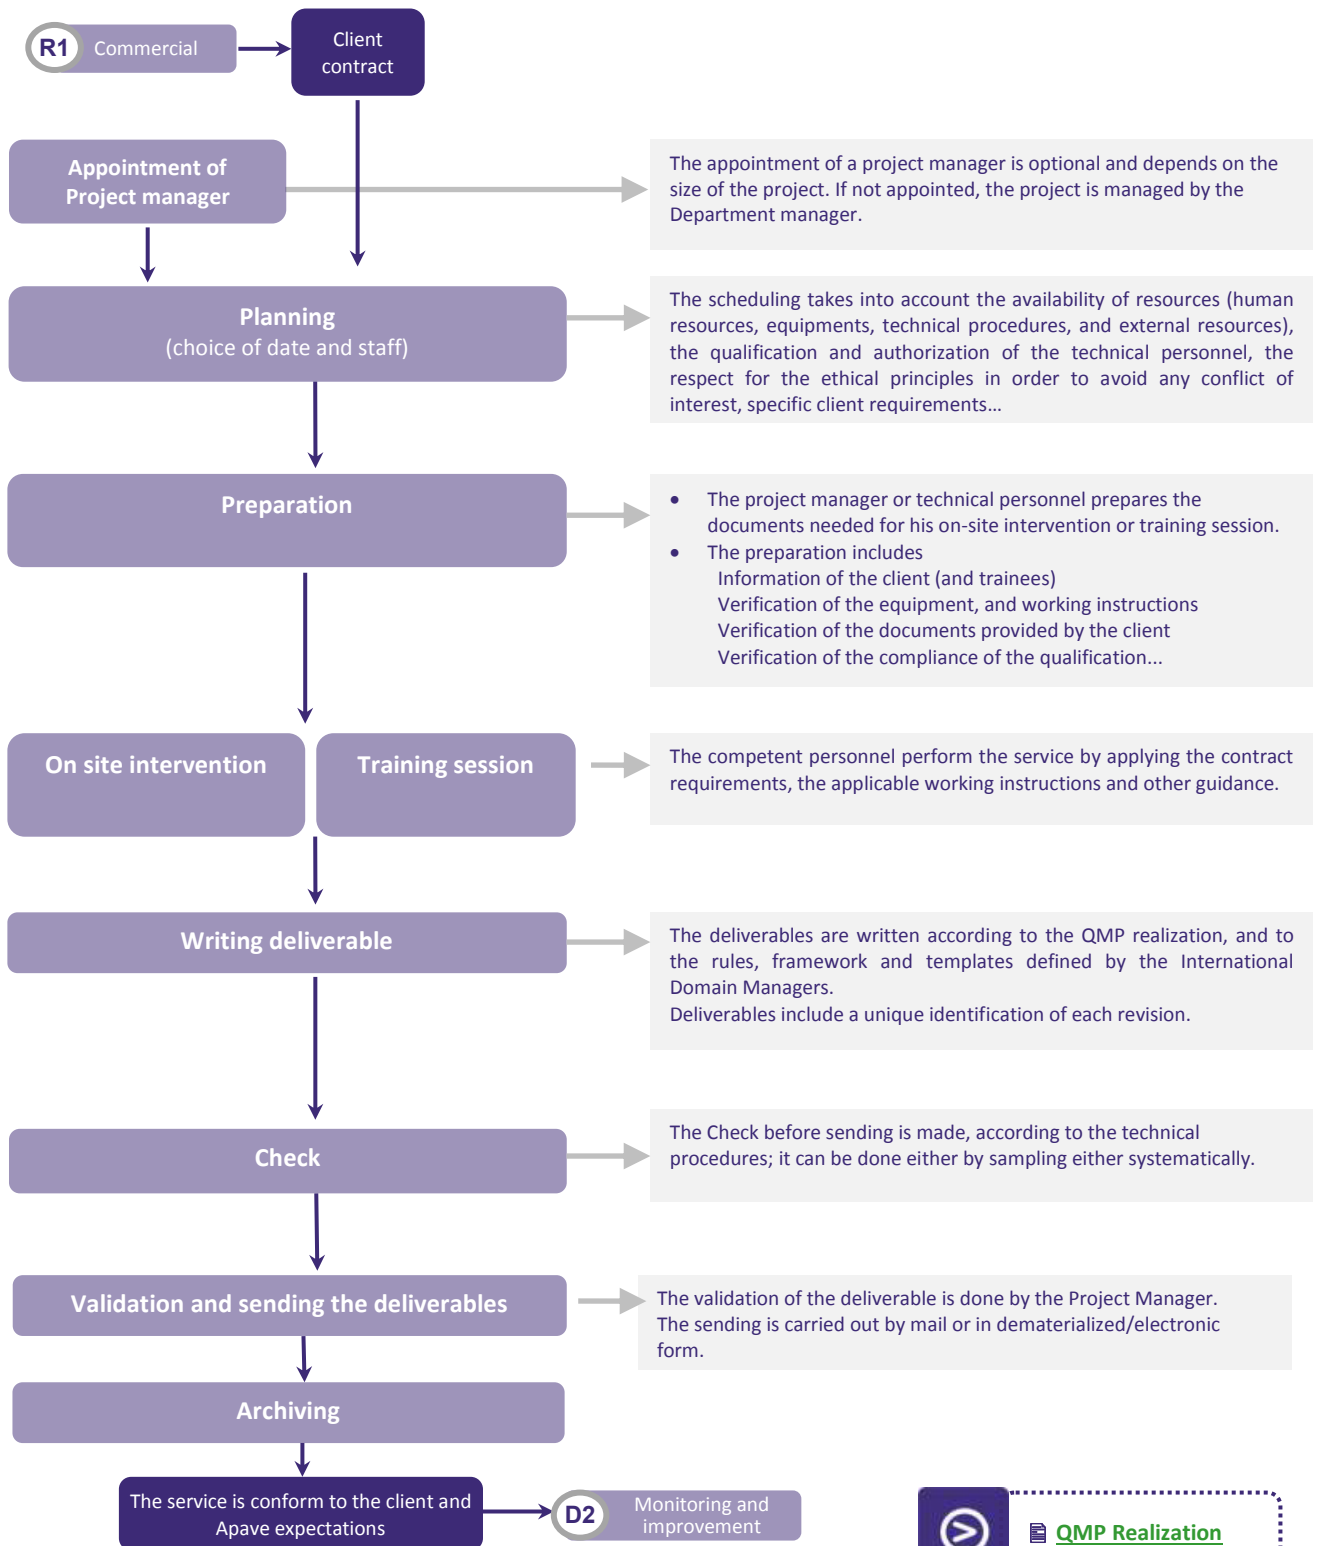 R1 Commercial
Client
contract
Appointment of
Project manager
The appointment of a project manager is optional and depends on the
size of the project. If not appointed, the project is managed by the
Department manager.
Planning
(choice of date and staff)
The scheduling takes into account the availability of resources (human
resources, equipments, technical procedures, and external resources),
the qualification and authorization of the technical personnel, the
respect for the ethical principles in order to avoid any conflict of
interest, specific client requirements...
Preparation
• The project manager or technical personnel prepares the
documents needed for his on-site intervention or training session.
• The preparation includes
Information of the client (and trainees)
Verification of the equipment, and working instructions
Verification of the documents provided by the client
Verification of the compliance of the qualification...
On site intervention
Training session
The competent personnel perform the service by applying the contract
requirements, the applicable working instructions and other guidance.
Writing deliverable
The deliverables are written according to the QMP realization, and to
the rules, framework and templates defined by the International
Domain Managers.
Deliverables include a unique identification of each revision.
Check
The Check before sending is made, according to the technical
procedures; it can be done either by sampling either systematically.
Validation and sending the deliverables
The validation of the deliverable is done by the Project Manager.
The sending is carried out by mail or in dematerialized/electronic
form.
Archiving
The service is conform to the client and
Apave expectations
D2
Monitoring and
improvement
QMP Realization